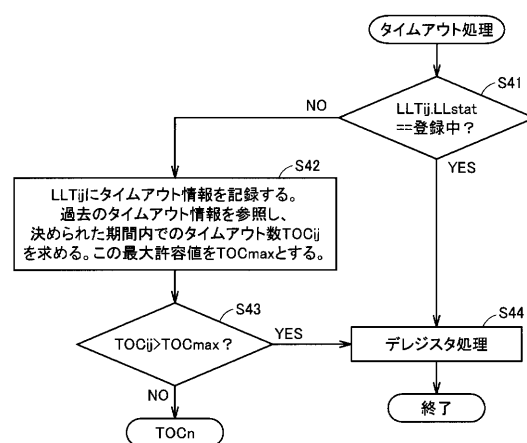 タイムアウト処理
S41
LLTij.LLstat
==登録中？
NO
YES
S42
LLTijにタイムアウト情報を記録する。
過去のタイムアウト情報を参照し、
決められた期間内でのタイムアウト数TOCij
を求める。この最大許容値をTOCmaxとする。
S43
TOCij>TOCmax？
YES
NO
S44
デレジスタ処理
TOCn
終了